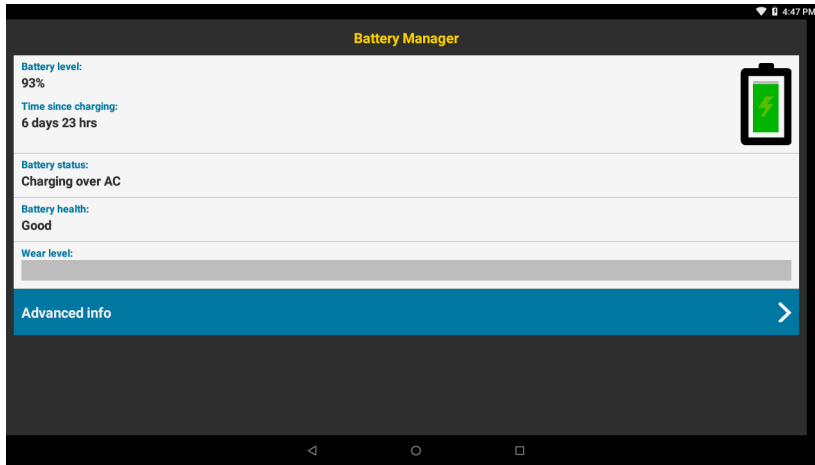 4:47 PM
Battery Manager
Battery level:
93%
Time since charging:
6 days 23 hrs
Battery status:
Charging over AC
Battery health:
Good
Wear level:
Advanced info